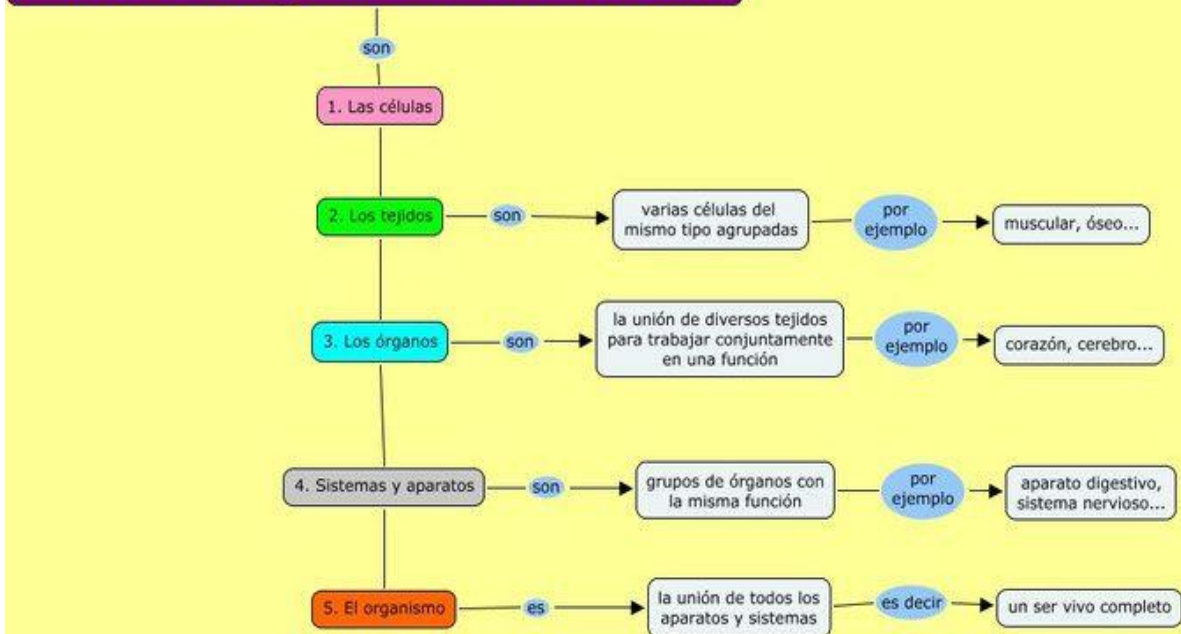 son
1. Las células
2. Los tejidos
son
varias células del
mismo tipo agrupadas
por
ejemplo
muscular, óseo...
3. Los órganos
son
la unión de diversos tejidos
para trabajar conjuntamente
en una función
por
ejemplo
corazón, cerebro...
4. Sistemas y aparatos
son
grupos de órganos con
la misma función
por
ejemplo
aparato digestivo,
sistema nervioso...
5. El organismo
es
la unión de todos los
aparatos y sistemas
es decir
un ser vivo completo